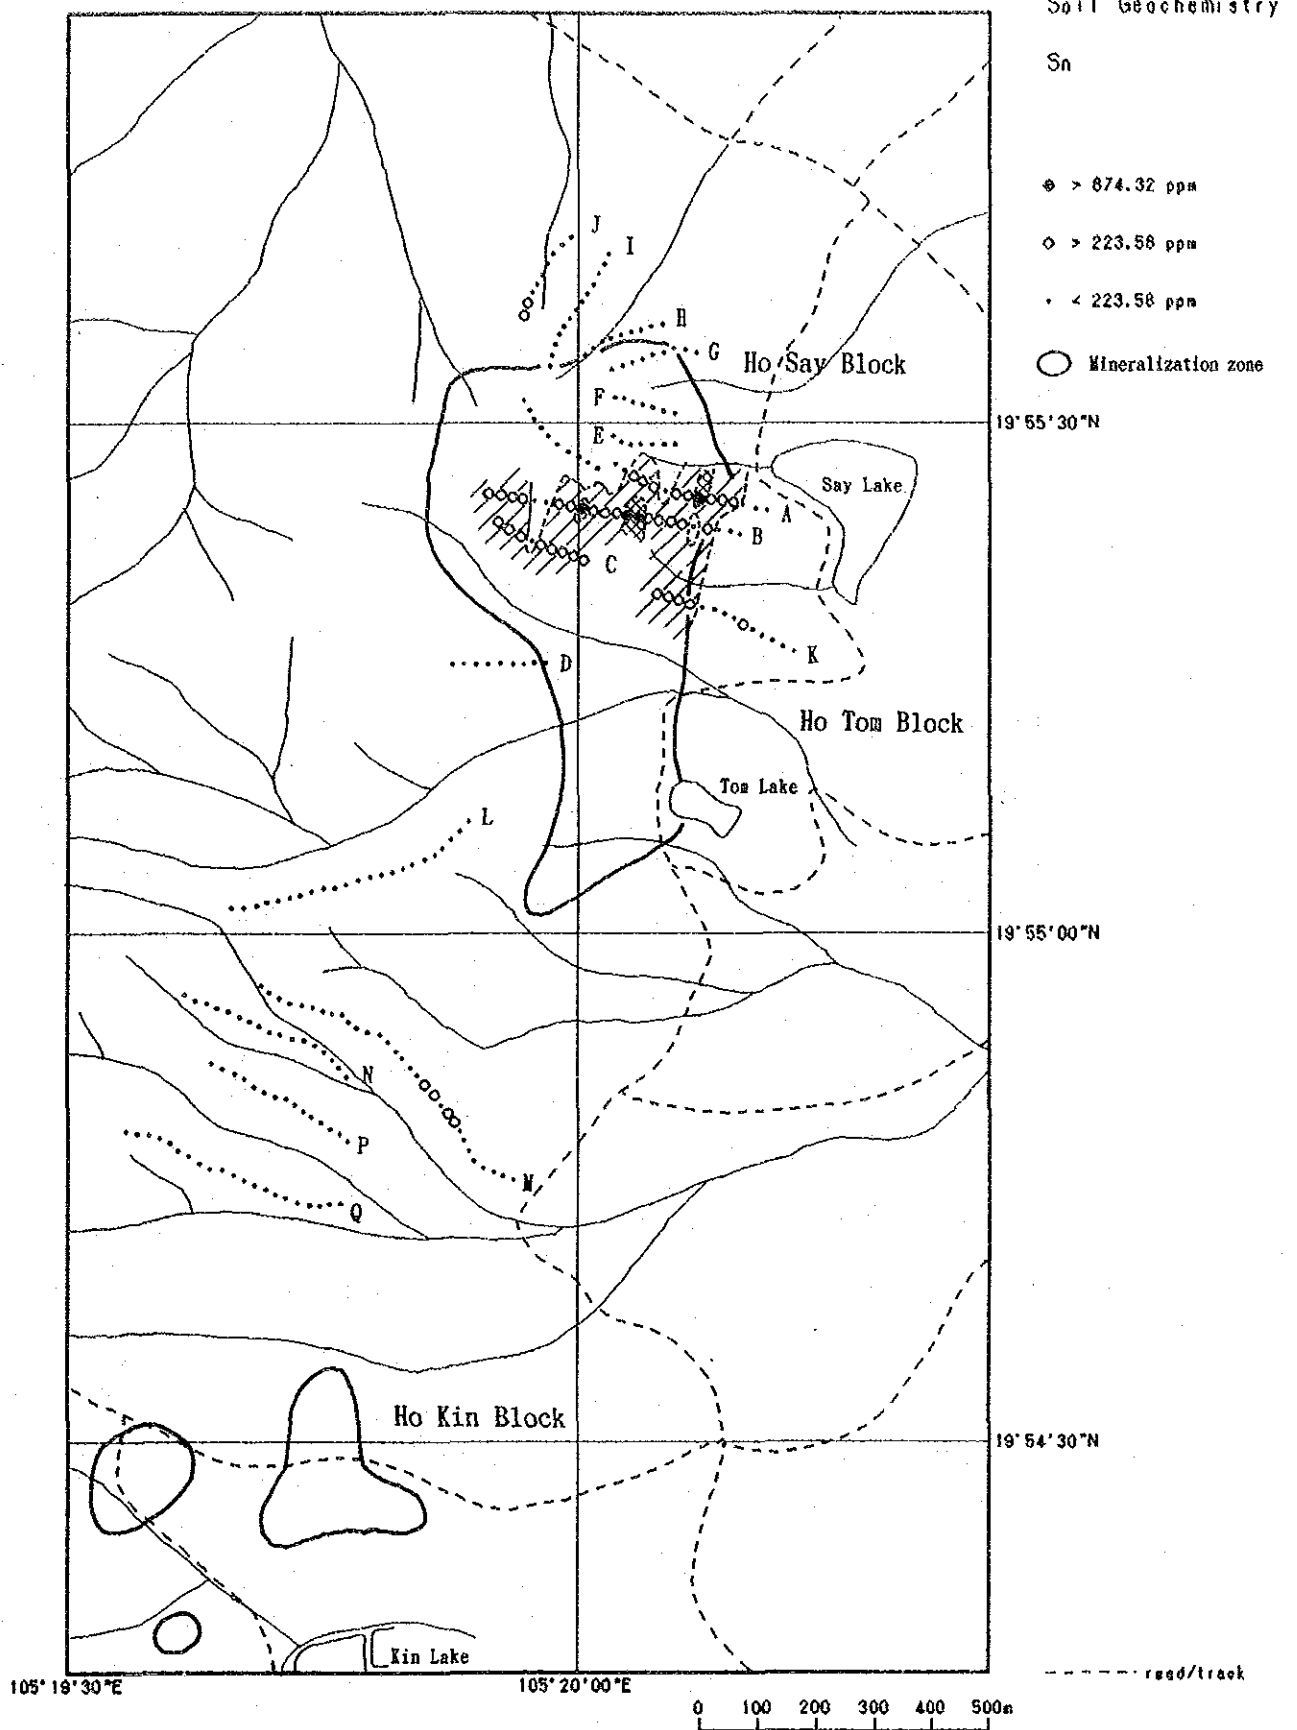 Soil Geochemistry
Sn
> 874.32 ppm
> 223.58 ppm
< 223.58 ppm
Mineralization zone
J
I
H
G
Ho Say Block
F
19°55'30"N
E
Say Lake
A
B
C
K
D
Ho Tom Block
Tom Lake
L
19°55'00"N
N
P
M
Q
Ho Kin Block
19°54'30"N
Kin Lake
road/track
105°19'30"E
105°20'00"E
0 100 200 300 400 500m